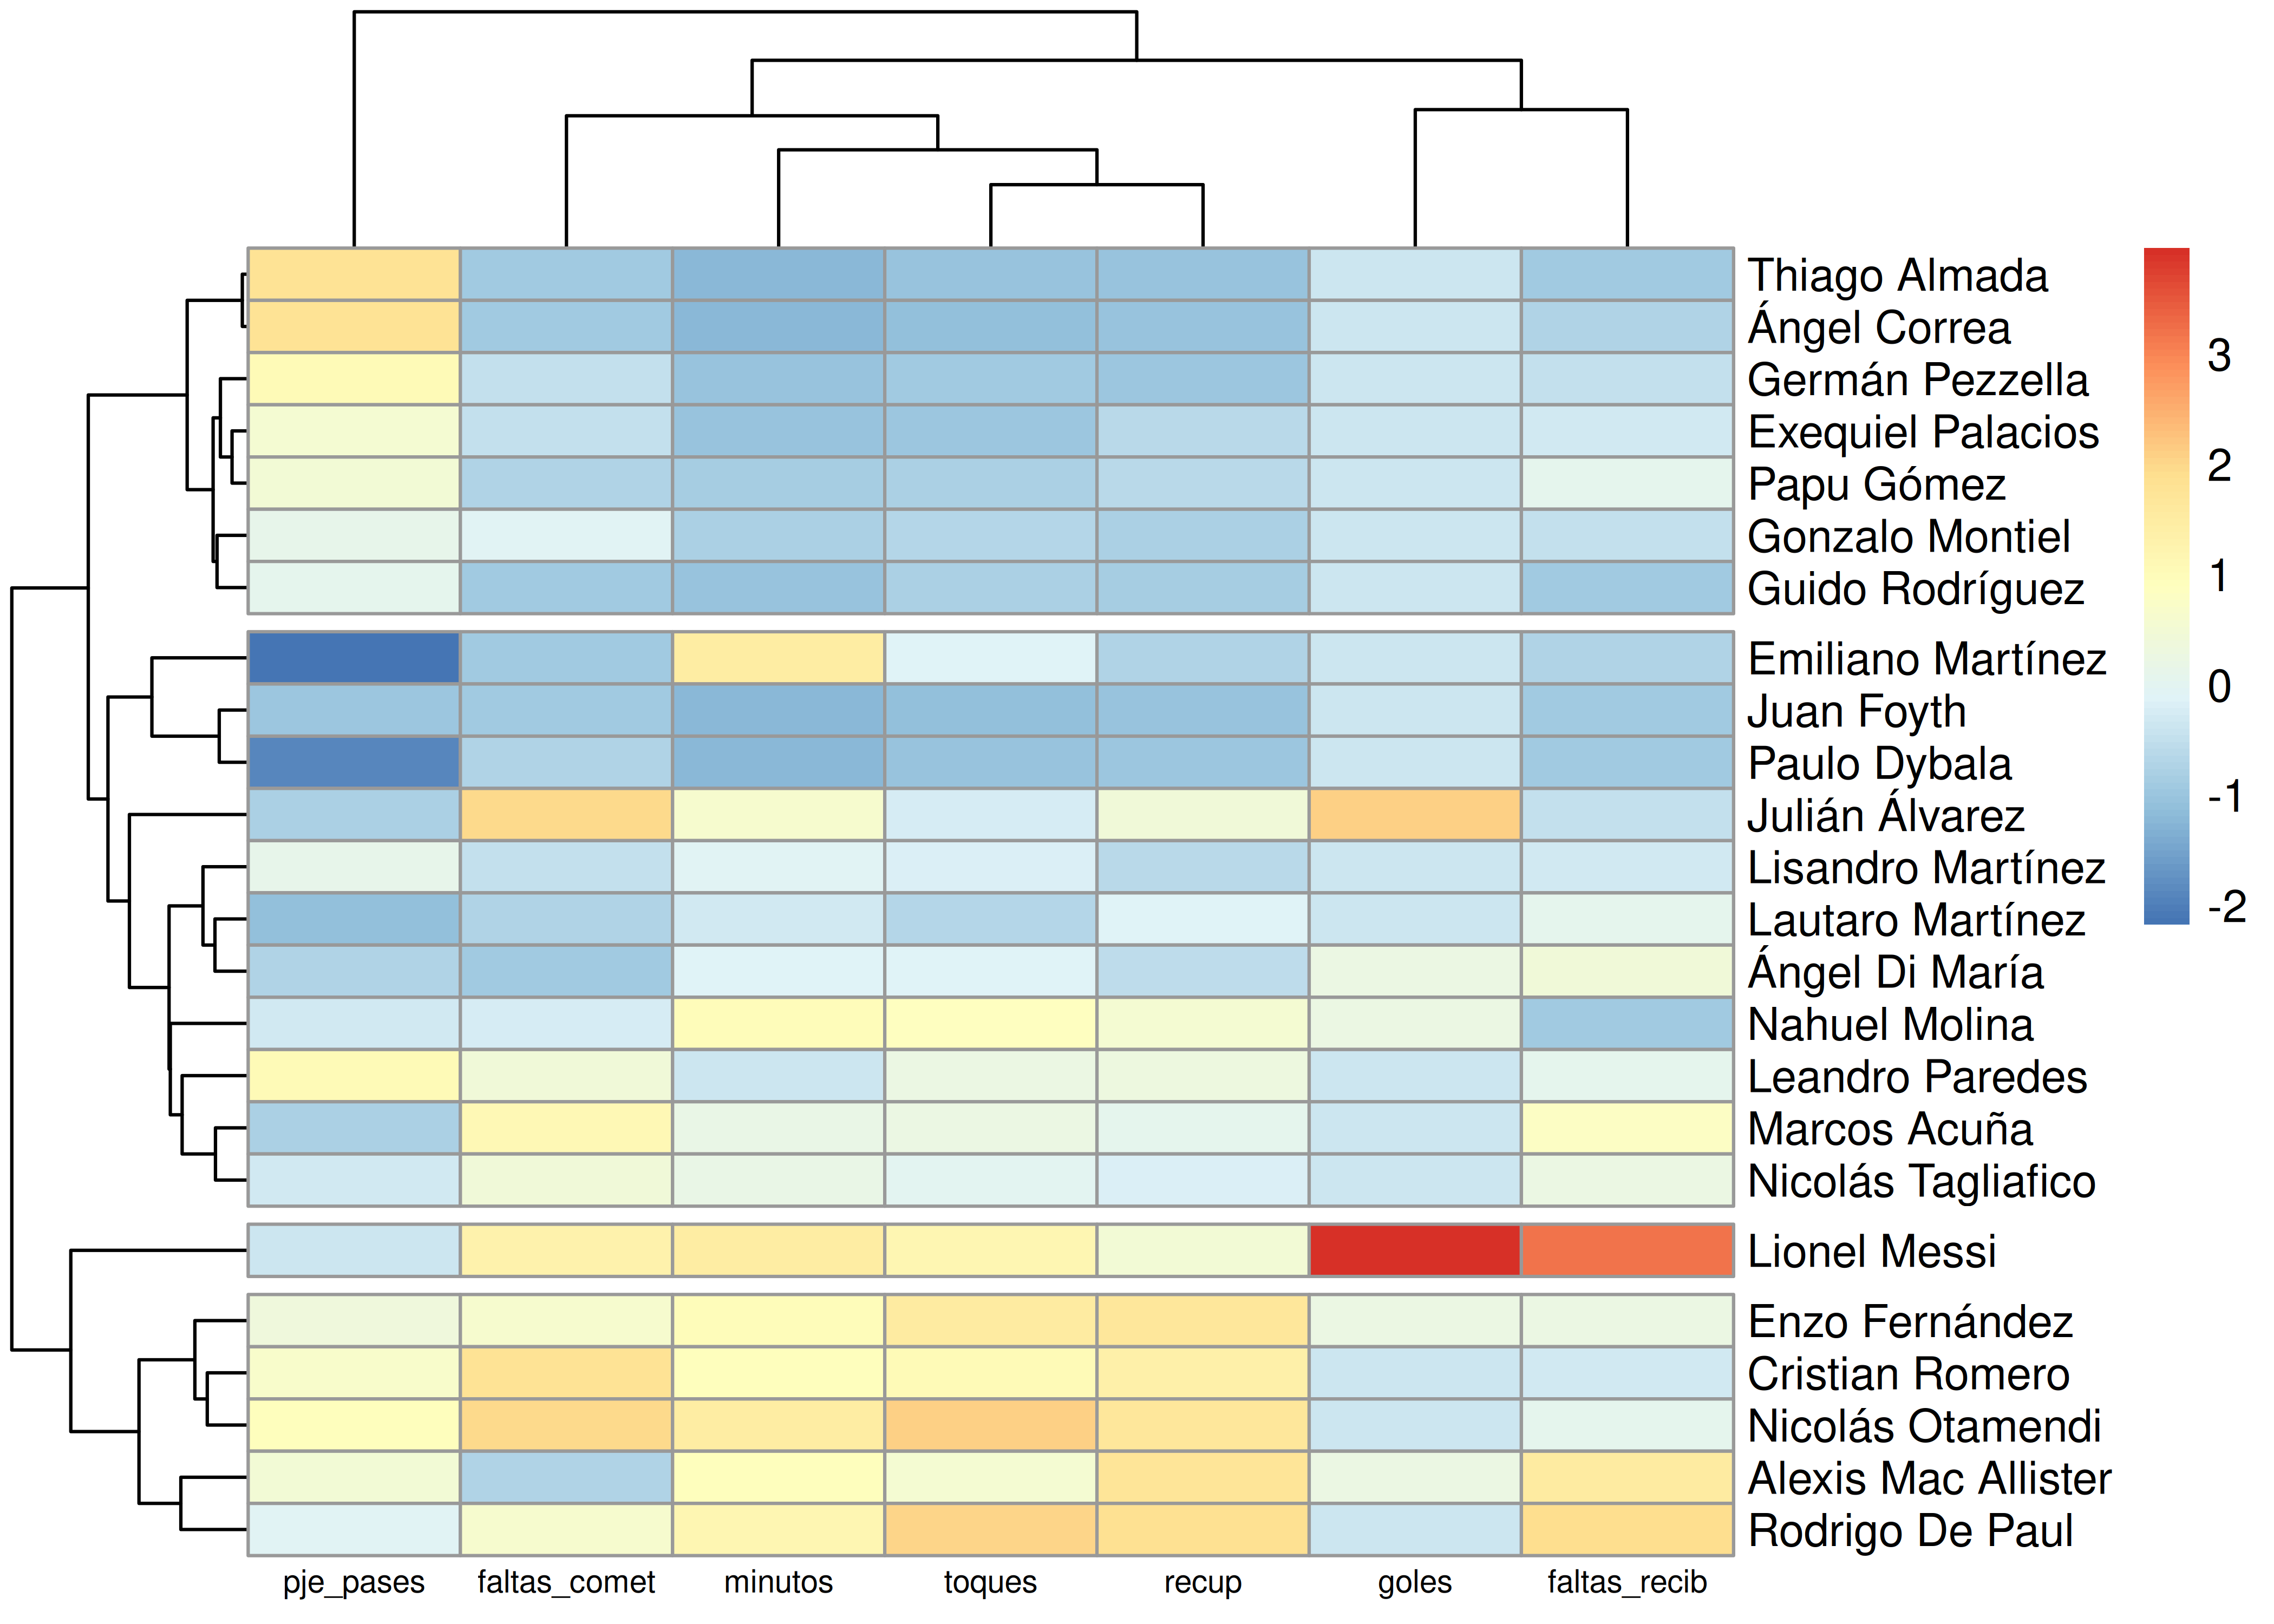 Thiago Almada
Ángel Correa
Germán Pezzella
Exequiel Palacios
Papu Gómez
Gonzalo Montiel
Guido Rodríguez
Emiliano Martínez
Juan Foyth
Paulo Dybala
Julián Álvarez
Lisandro Martínez
Lautaro Martínez
Ángel Di María
Nahuel Molina
Leandro Paredes
Marcos Acuña
Nicolás Tagliafico
Lionel Messi
Enzo Fernández
Cristian Romero
Nicolás Otamendi
Alexis Mac Allister
Rodrigo De Paul
3
2
1
0
-1
-2
pje_pases faltas_comet minutos toques recup goles faltas_recib